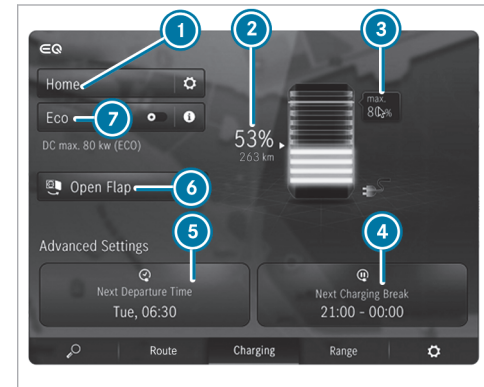 1
2
3
EQ
Home
max.
80 %
Eco
7
53%
263 km
DC max. 80 kw (ECO)
Open Flap
6
Advanced Settings
5
4
Next Departure Time
Tue, 06:30
Next Charging Break
21:00 - 00:00
Route
Charging
Range